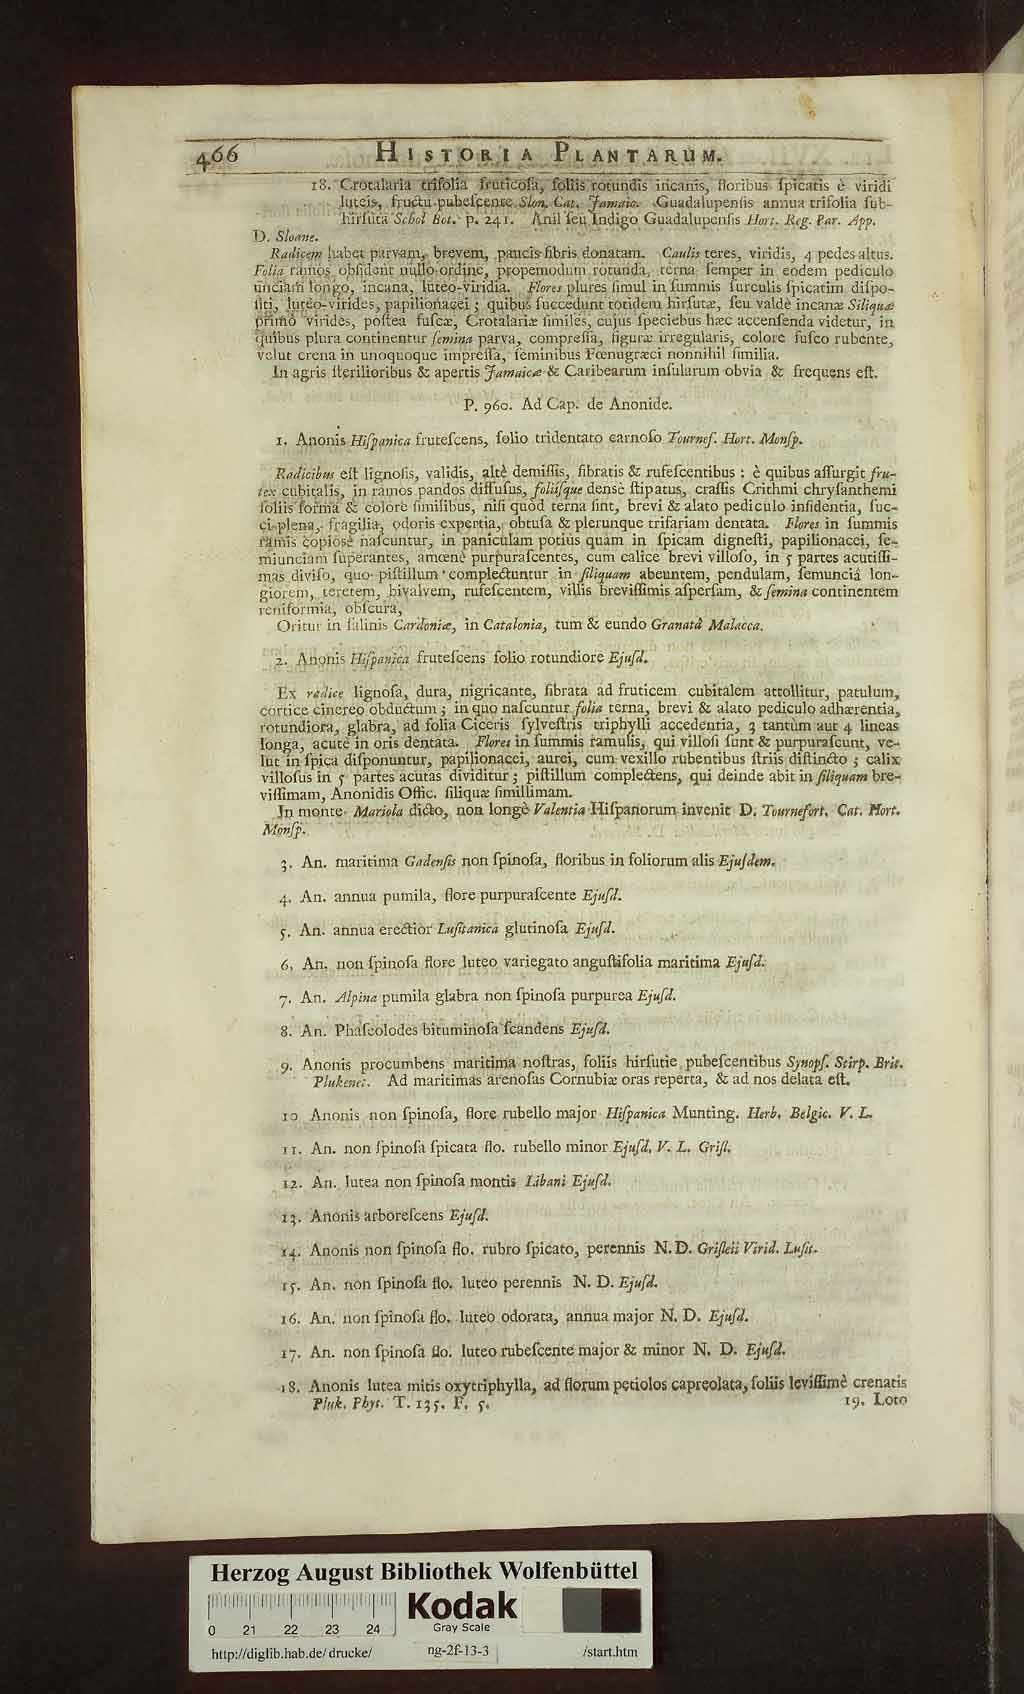 466 HISTORIA PLANTARUM.
18. Crotalaria trifolia fruticoſa, foliis rotundis incanis, floribus ſpicatis è viridi
luteis, fructu pubeſcente Slon. Cat. Jamaic. Guadalupenſis annua trifolia ſub-
hirſuta Schol Bot. p. 241. Anil ſeu Indigo Guadalupenſis Hort. Reg. Par. App.
D. Sloane.
Radicem habet parvam, brevem, paucis fibris donatam. Caulis teres, viridis, 4 pedes altus.
Folia ramos obſident nullo ordine, propemodum rotunda, terna ſemper in eodem pediculo
unciam longo, incana, luteo-viridia. Flores plures ſimul in ſummis ſurculis ſpicatim diſpo-
ſiti, luteo-virides, papilionacei; quibus ſuccedunt totidem hirſutæ, ſeu valdè incanæ Siliquæ
primò virides, poſtea fuſcæ, Crotalariæ ſimiles, cujus ſpeciebus hæc accenſenda videtur, in
quibus plura continentur ſemina parva, compreſſa, figuræ irregularis, colore fuſco rubente,
velut crena in unoquoque impreſſa, ſeminibus Fœnugræci nonnihil ſimilia.
In agris ſterilioribus & apertis Jamaicæ & Caribearum inſularum obvia & frequens eſt.
P. 960. Ad Cap. de Anonide.
1. Anonis Hiſpanica fruteſcens, folio tridentato carnoſo Tournef. Hort. Monſp.
Radicibus eſt lignoſis, validis, altè demiſſis, fibratis & rufeſcentibus: è quibus aſſurgit fru-
tex cubitalis, in ramos pandos diffuſus, foliiſque densè ſtipatus, craſſis Crithmi chryſanthemi
foliis forma & colore ſimilibus, niſi quòd terna ſint, brevi & alato pediculo inſidentia, ſuc-
ci plena, fragilia, odoris expertia, obtuſa & plerunque trifariam dentata. Flores in ſummis
ramis copiosè naſcuntur, in paniculam potiùs quam in ſpicam digneſti, papilionacei, ſe-
miunciam ſuperantes, amœnè purpuraſcentes, cum calice brevi villoſo, in 5 partes acutiſſi-
mas diviſo, quo piſtillum complectuntur in ſiliquam abeuntem, pendulam, ſemunciâ lon-
giorem, teretem, bivalvem, rufeſcentem, villis breviſſimis aſperſam, & ſemina continentem
reniformia, obſcura,
Oritur in ſalinis Cardoniæ, in Catalonia, tum & eundo Granatâ Malacca.
2. Anonis Hiſpanica fruteſcens folio rotundiore Ejuſd.
Ex radice lignoſa, dura, nigricante, fibrata ad fruticem cubitalem attollitur, patulum,
cortice cinereo obductum; in quo naſcuntur folia terna, brevi & alato pediculo adhærentia,
rotundiora, glabra, ad folia Ciceris ſylveſtris triphylli accedentia, 3 tantùm aut 4 lineas
longa, acutè in oris dentata. Flores in ſummis ramulis, qui villoſi ſunt & purpuraſcunt, ve-
lut in ſpica diſponuntur, papilionacei, aurei, cum vexillo rubentibus ſtriis diſtincto; calix
villoſus in 5 partes acutas dividitur; piſtillum complectens, qui deinde abit in ſiliquam bre-
viſſimam, Anonidis Offic. ſiliquæ ſimillimam.
In monte Mariola dicto, non longè Valentia Hiſpanorum invenit D. Tournefort. Cat. Hort.
Monſp.
3. An. maritima Gadenſis non ſpinoſa, floribus in foliorum alis Ejuſdem.
4. An. annua pumila, flore purpuraſcente Ejuſd.
5. An. annua erectior Luſitanica glutinoſa Ejuſd.
6. An. non ſpinoſa flore luteo variegato anguſtifolia maritima Ejuſd.
7. An. Alpina pumila glabra non ſpinoſa purpurea Ejuſd.
8. An. Phaſeolodes bituminoſa ſcandens Ejuſd.
9. Anonis procumbens maritima noſtras, foliis hirſutie pubeſcentibus Synopſ. Stirp. Brit.
Plukenet. Ad maritimas arenoſas Cornubiæ oras reperta, & ad nos delata eſt.
10 Anonis non ſpinoſa, flore rubello major Hiſpanica Munting. Herb. Belgic. V. L.
11. An. non ſpinoſa ſpicata flo. rubello minor Ejuſd. V. L. Griſl.
12. An. lutea non ſpinoſa montis Libani Ejuſd.
13. Anonis arboreſcens Ejuſd.
14. Anonis non ſpinoſa flo. rubro ſpicato, perennis N. D. Griſleii Virid. Luſit.
15. An. non ſpinoſa flo. luteo perennis N. D. Ejuſd.
16. An. non ſpinoſa flo. luteo odorata, annua major N. D. Ejuſd.
17. An. non ſpinoſa flo. luteo rubeſcente major & minor N. D. Ejuſd.
18. Anonis lutea mitis oxytriphylla, ad florum petiolos capreolata, foliis leviſſimè crenatis
Pluk. Phyt. T. 135. F. 5. 19. Loto
Herzog August Bibliothek Wolfenbüttel
Kodak
Gray Scale
0 21 22 23 24
http://diglib.hab.de/drucke/ ng-2f-13-3 /start.htm